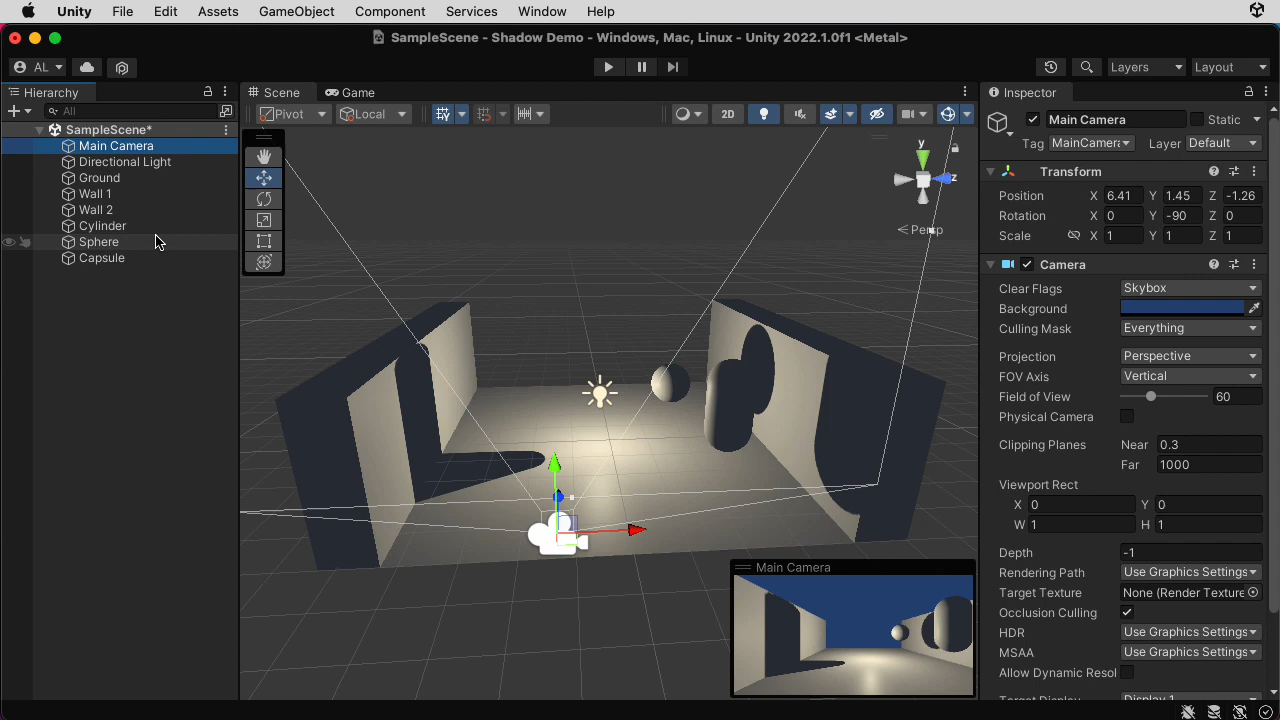 Unity File Edit Assets GameObject Component Services Window Help
SampleScene - Shadow Demo - Windows, Mac, Linux - Unity 2022.1.0f1 <Metal>
AL Layers Layout
Hierarchy
All
SampleScene*
Main Camera
Directional Light
Ground
Wall 1
Wall 2
Cylinder
Sphere
Capsule
Scene Game
Pivot Local 2D
y
z
< Persp
Main Camera
Inspector
Main Camera Static
Tag MainCamera Layer Default
Transform
Position X 6.41 Y 1.45 Z -1.26
Rotation X 0 Y -90 Z 0
Scale X 1 Y 1 Z 1
Camera
Clear Flags Skybox
Background
Culling Mask Everything
Projection Perspective
FOV Axis Vertical
Field of View 60
Physical Camera
Clipping Planes Near 0.3
Far 1000
Viewport Rect
X 0 Y 0
W 1 H 1
Depth -1
Rendering Path Use Graphics Settings
Target Texture None (Render Texture
Occlusion Culling
HDR Use Graphics Settings
MSAA Use Graphics Settings
Allow Dynamic Resol
Target Display Display 1